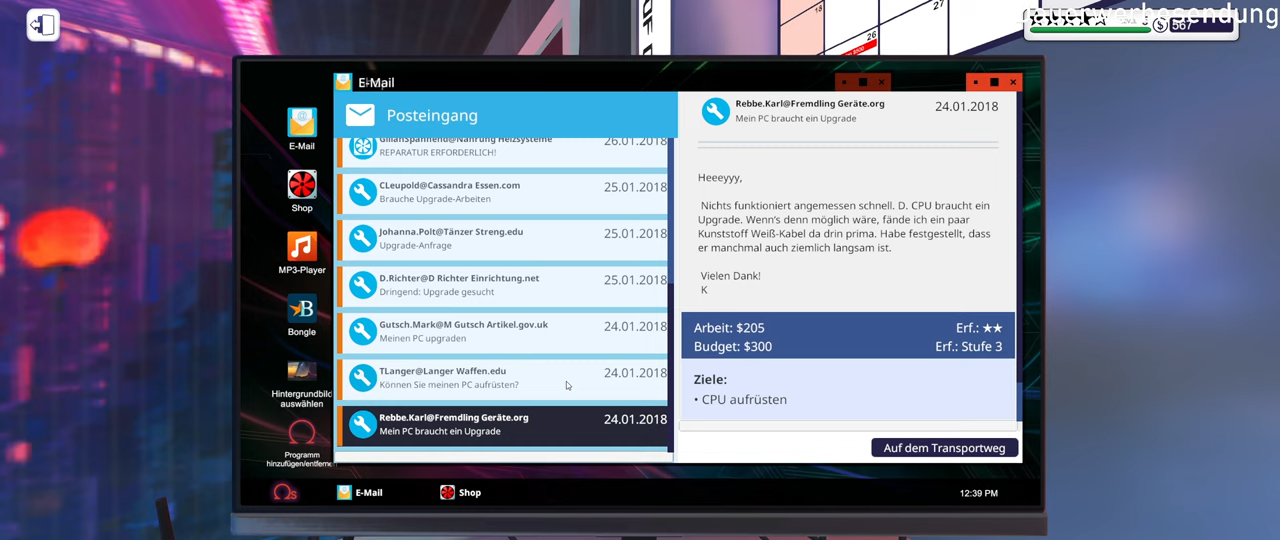 18
27
26
567
E-Mail
Shop
MP3-Player
Bongle
Hintergrundbild
auswählen
Programm
hinzufügen/entfernen
E-Mail
Posteingang
GillanSpannend@Nahrung Heizsysteme
26.01.2018
REPARATUR ERFORDERLICH!
CLeupold@Cassandra Essen.com
25.01.2018
Brauche Upgrade-Arbeiten
Johanna.Polt@Tänzer Streng.edu
25.01.2018
Upgrade-Anfrage
D.Richter@D Richter Einrichtung.net
25.01.2018
Dringend: Upgrade gesucht
Gutsch.Mark@M Gutsch Artikel.gov.uk
24.01.2018
Meinen PC upgraden
TLanger@Langer Waffen.edu
24.01.2018
Können Sie meinen PC aufrüsten?
Rebbe.Karl@Fremdling Geräte.org
24.01.2018
Mein PC braucht ein Upgrade
Rebbe.Karl@Fremdling Geräte.org
24.01.2018
Mein PC braucht ein Upgrade
Heeeyyy,
Nichts funktioniert angemessen schnell. D. CPU braucht ein
Upgrade. Wenn's denn möglich wäre, fände ich ein paar
Kunststoff Weiß-Kabel da drin prima. Habe festgestellt, dass
er manchmal auch ziemlich langsam ist.
Vielen Dank!
K
Arbeit: $205
Erf.: ★★
Budget: $300
Erf.: Stufe 3
Ziele:
• CPU aufrüsten
Auf dem Transportweg
E-Mail
Shop
12:39 PM